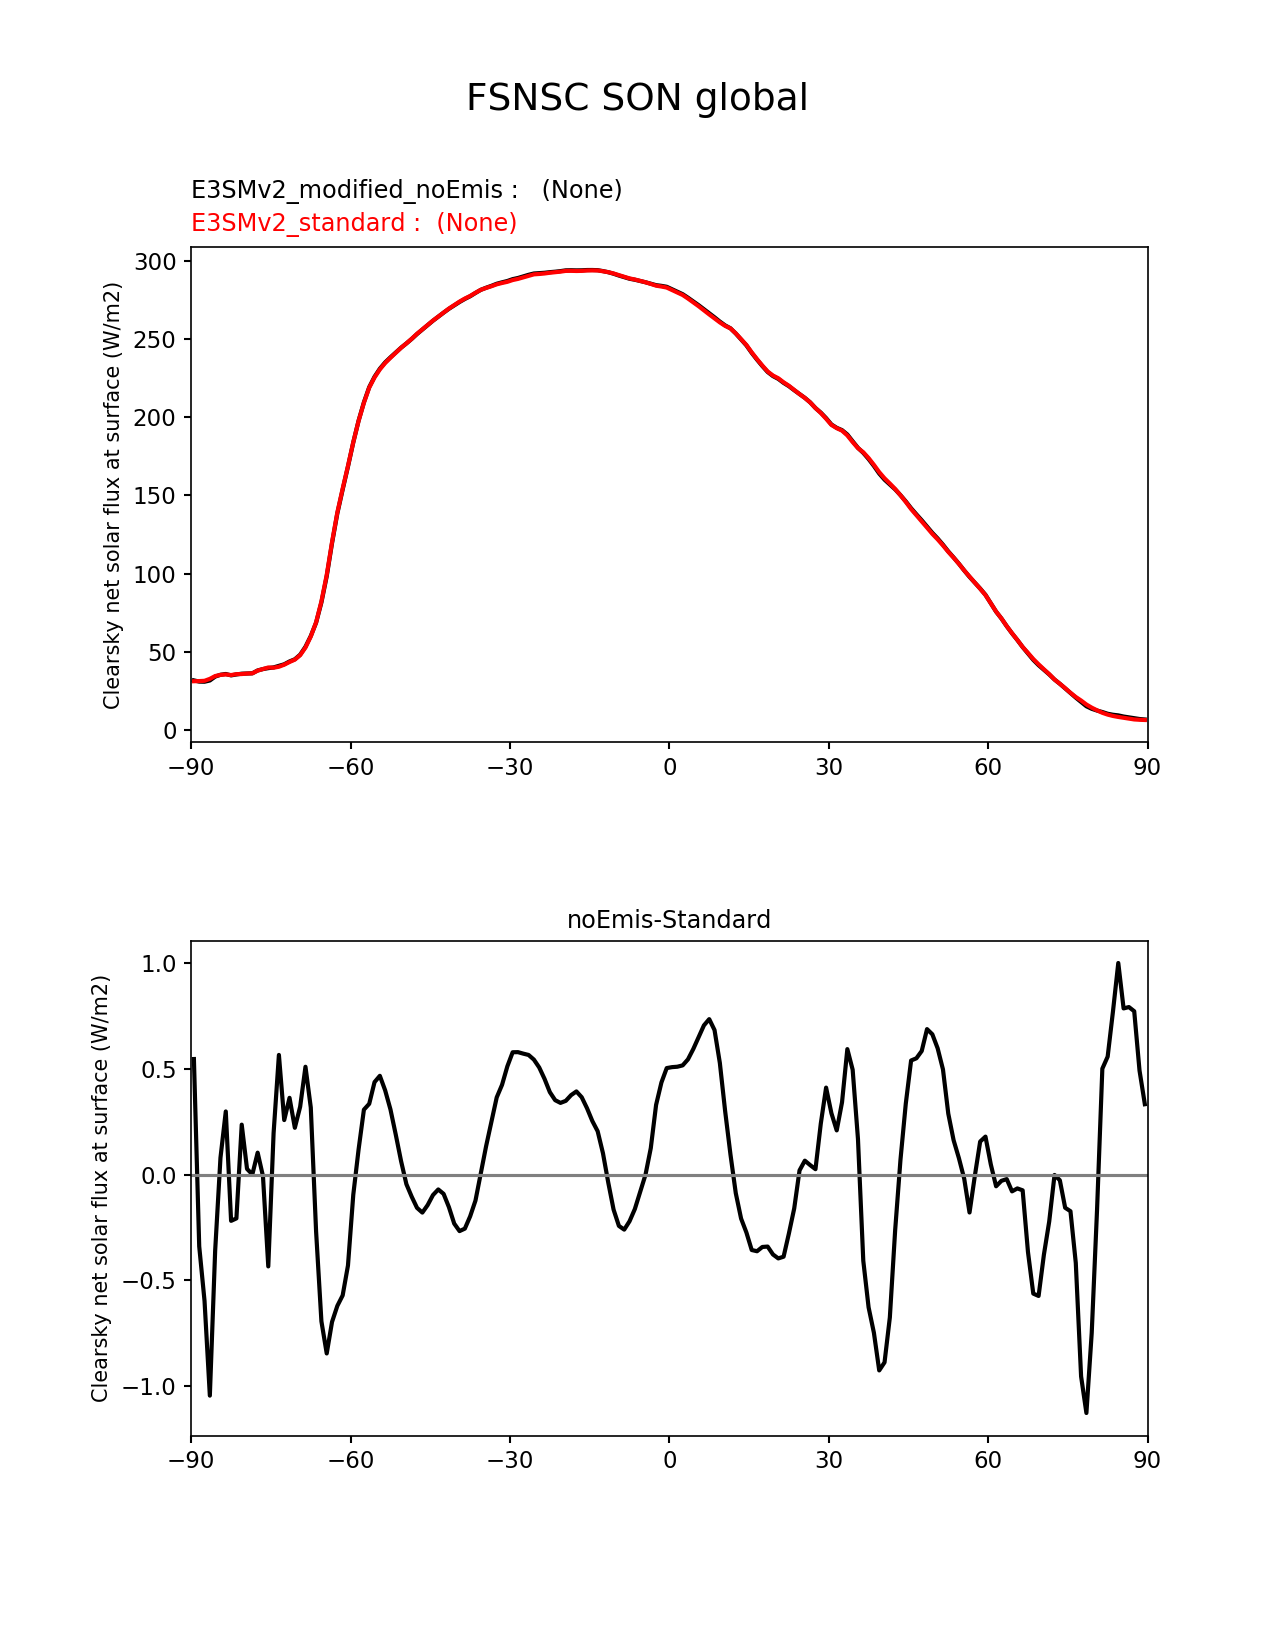 FSNSC SON global
E3SMv2_modified_noEmis :   (None)
E3SMv2_standard :  (None)
Clearsky net solar flux at surface (W/m2)
300
250
200
150
100
50
0
−90 −60 −30 0 30 60 90
noEmis-Standard
Clearsky net solar flux at surface (W/m2)
1.0
0.5
0.0
−0.5
−1.0
−90 −60 −30 0 30 60 90